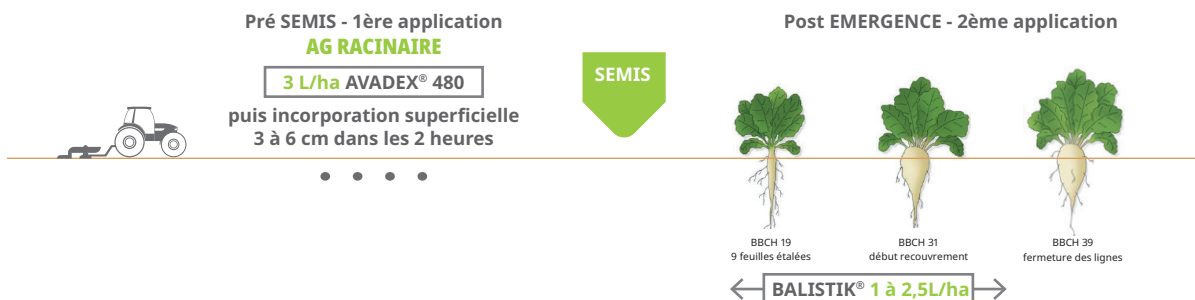 Pré SEMIS - 1ère application
AG RACINAIRE
3 L/ha AVADEX® 480
puis incorporation superficielle
3 à 6 cm dans les 2 heures
SEMIS
Post EMERGENCE - 2ème application
BBCH 19
9 feuilles étalées
BBCH 31
début recouvrement
BBCH 39
fermeture des lignes
BALISTIK® 1 à 2,5L/ha